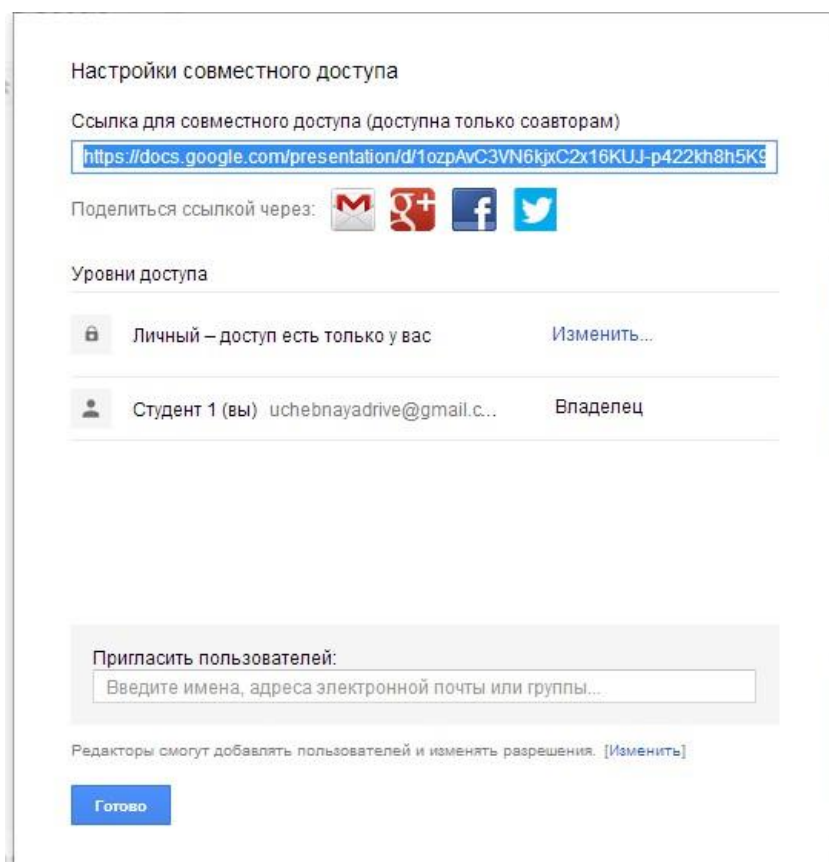 Настройки совместного доступа
Ссылка для совместного доступа (доступна только соавторам)
https://docs.google.com/presentation/d/1ozpAvC3VN6kjxC2x16KUJ-p422kh8h5K9
Поделиться ссылкой через:
Уровни доступа
Личный – доступ есть только у вас Изменить...
Студент 1 (вы) uchebnayadrive@gmail.c... Владелец
Пригласить пользователей:
Введите имена, адреса электронной почты или группы...
Редакторы смогут добавлять пользователей и изменять разрешения. [Изменить]
Готово